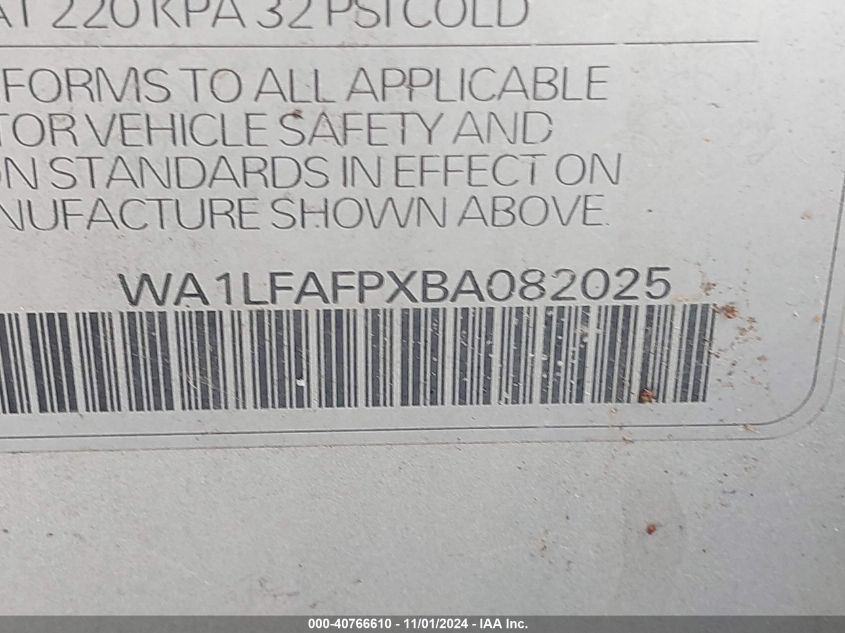 AT 220 KPA 32 PSI COLD
FORMS TO ALL APPLICABLE
TOR VEHICLE SAFETY AND
ON STANDARDS IN EFFECT ON
NUFACTURE SHOWN ABOVE.
WA1LFAFPXBA082025
000-40766610 - 11/01/2024 - IAA Inc.